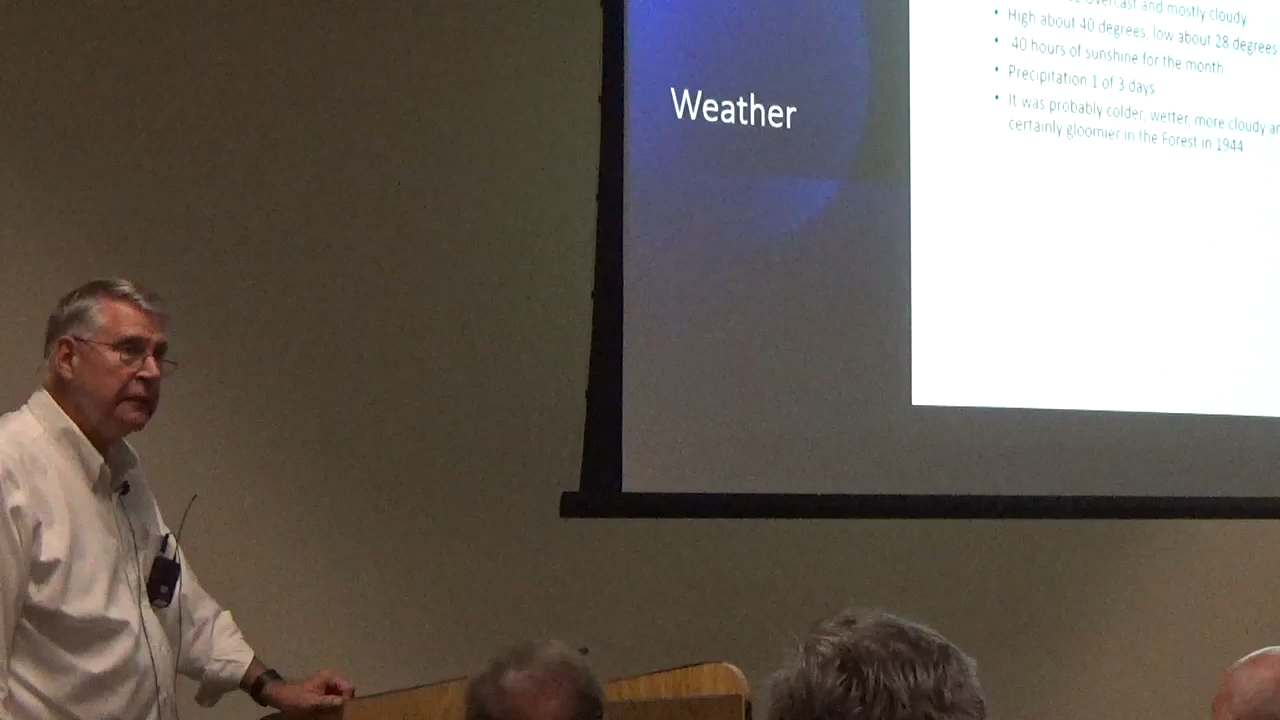 overcast and mostly cloudy
High about 40 degrees, low about 28 degrees
40 hours of sunshine for the month
Weather
Precipitation 1 of 3 days
It was probably colder, wetter, more cloudy
certainly gloomier in the Forest in 1944